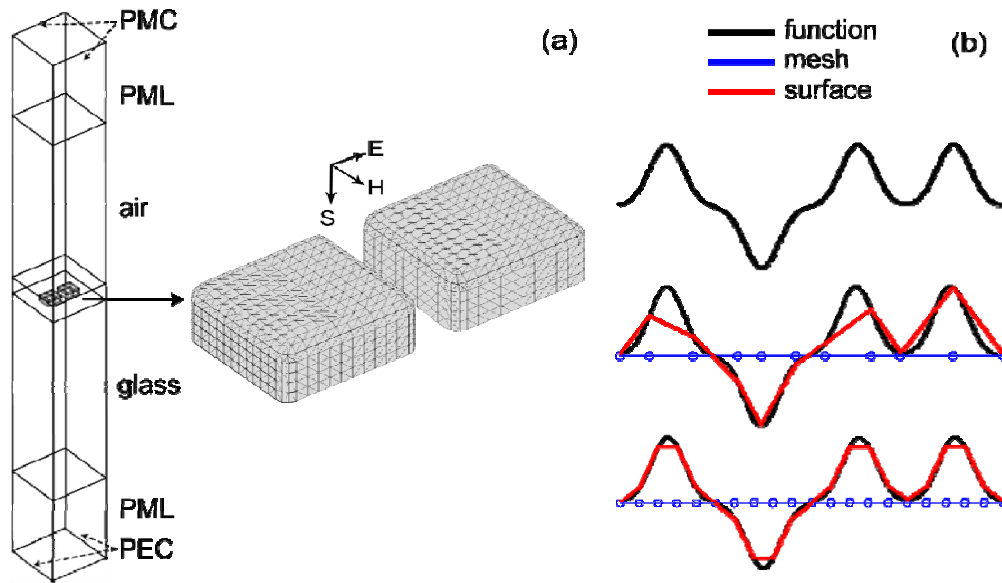 PMC
PML
air
glass
PML
PEC
(a)
E
H
S
function
mesh
surface
(b)